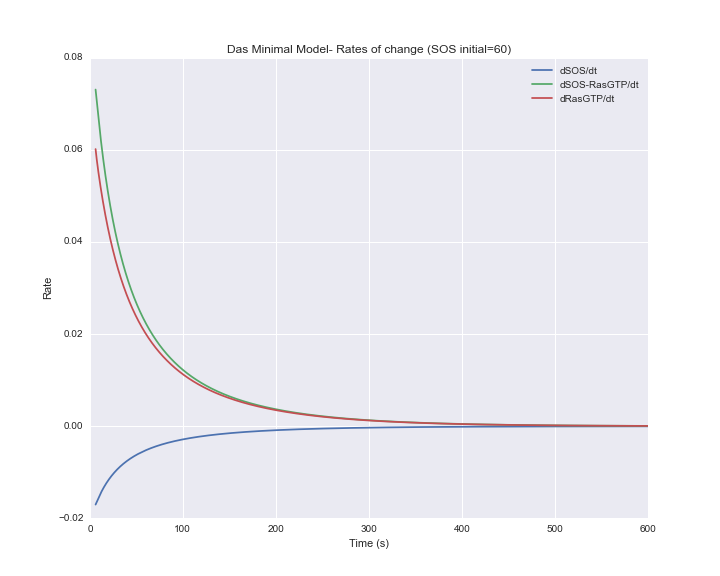 Das Minimal Model- Rates of change (SOS initial=60)
0.08
dSOS/dt
dSOS-RasGTP/dt
dRasGTP/dt
0.06
0.04
Rate
0.02
0.00
−0.02
0 100 200 300 400 500 600
Time (s)